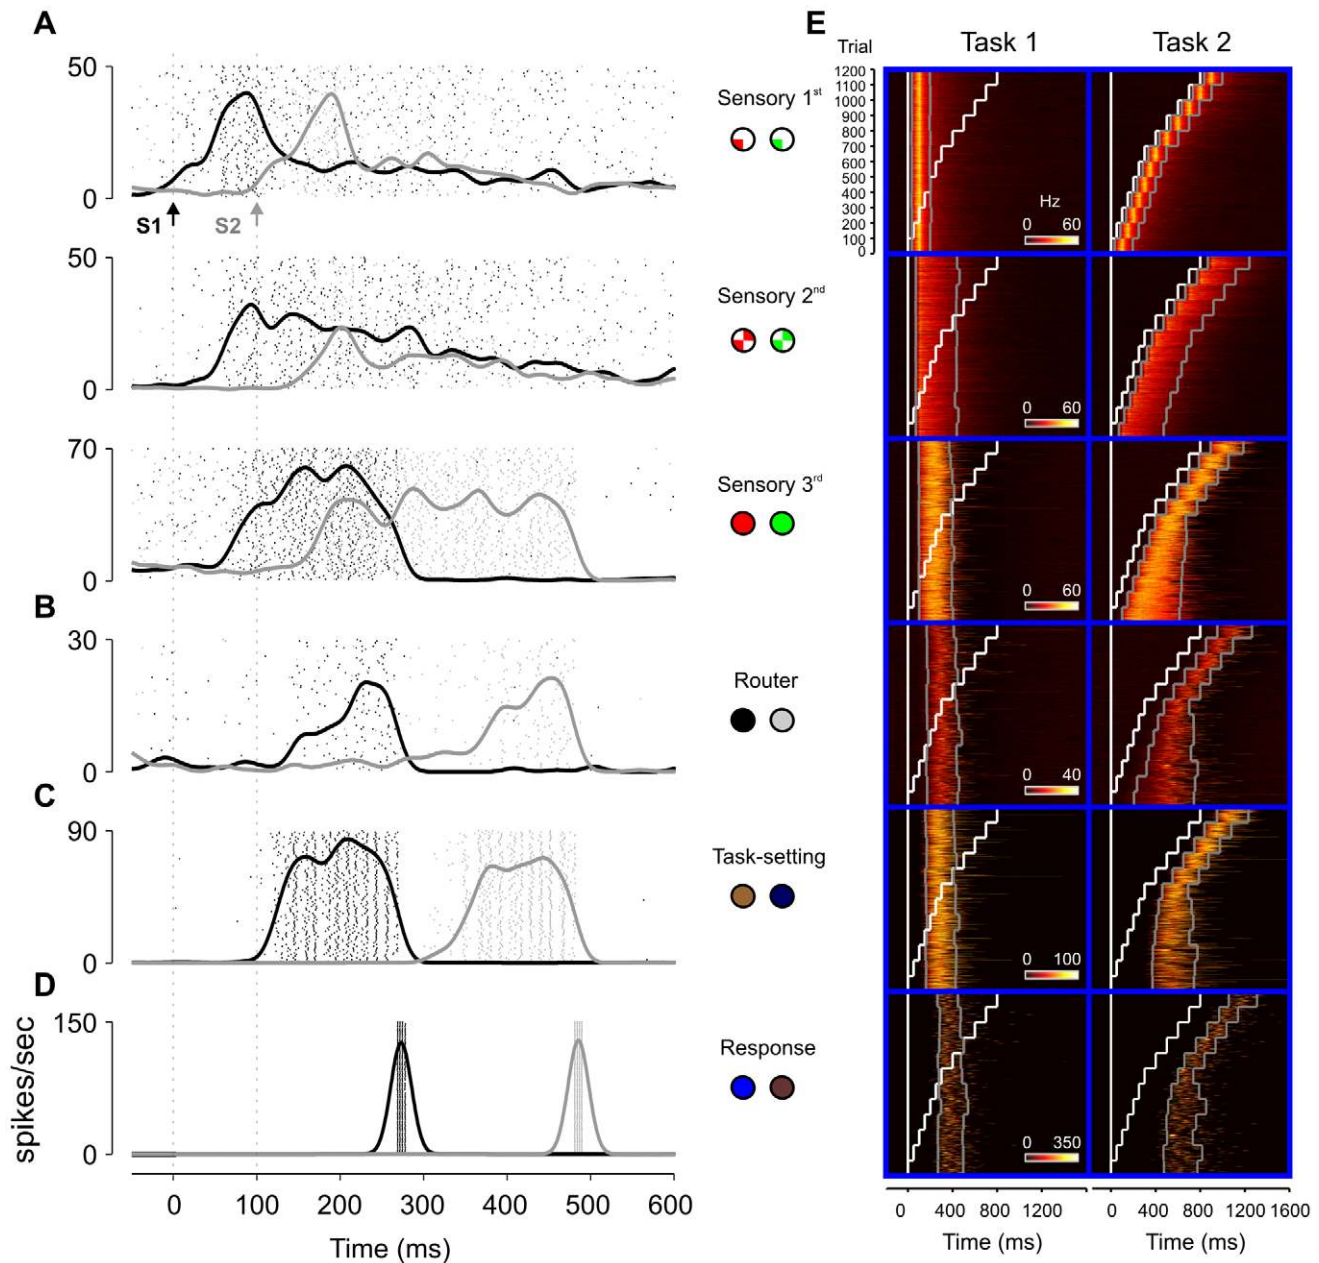 A
50
0
S1
S2
50
0
70
0
B
30
0
C
90
0
D
150
0
spikes/sec
0 100 200 300 400 500 600
Time (ms)
Sensory 1st
Sensory 2nd
Sensory 3rd
Router
Task-setting
Response
E
Trial
Task 1
Task 2
1200
1100
1000
900
800
700
600
500
400
300
200
100
0
Hz
0 60
0 60
0 60
0 40
0 100
0 350
0 400 800 1200
0 400 800 1200 1600
Time (ms)
Time (ms)